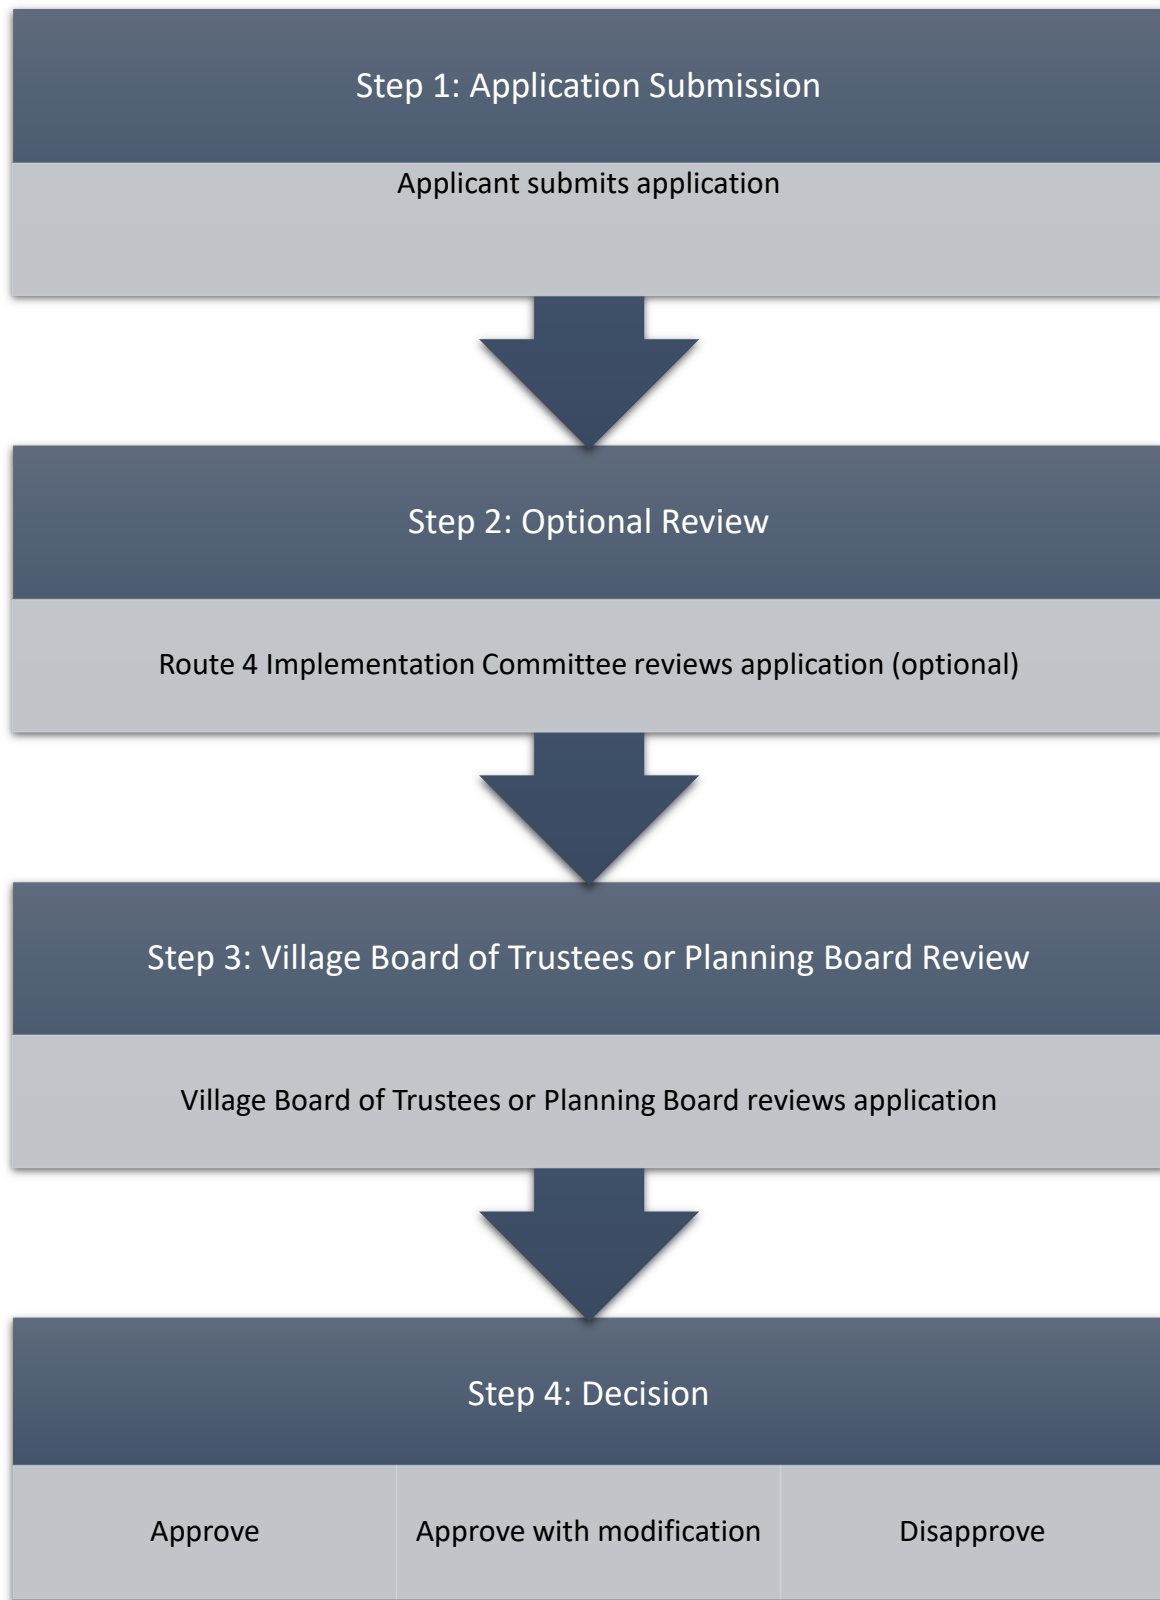 Step 1: Application Submission
Applicant submits application
Step 2: Optional Review
Route 4 Implementation Committee reviews application (optional)
Step 3: Village Board of Trustees or Planning Board Review
Village Board of Trustees or Planning Board reviews application
Step 4: Decision
Approve
Approve with modification
Disapprove